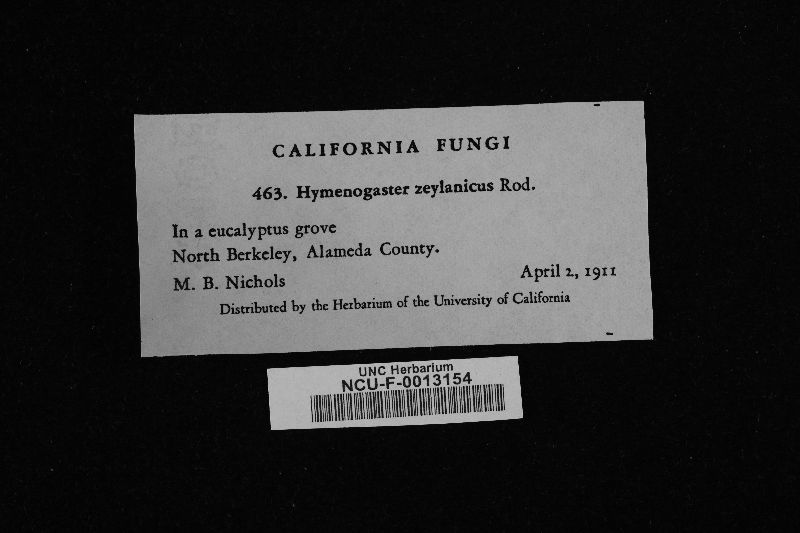 CALIFORNIA FUNGI
463. Hymenogaster zeylanicus Rod.
In a eucalyptus grove
North Berkeley, Alameda County.
M. B. Nichols April 2, 1911
Distributed by the Herbarium of the University of California
UNC Herbarium
NCU-F-0013154